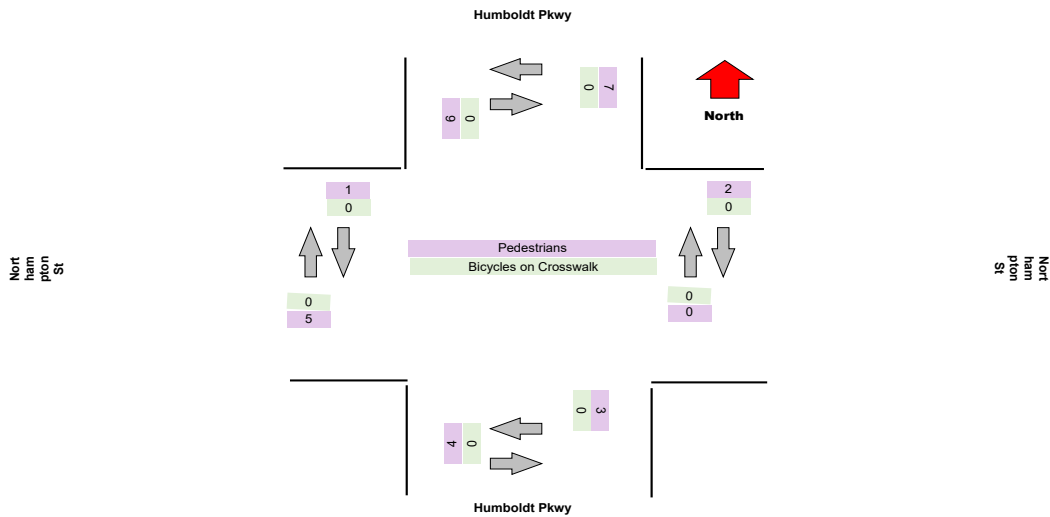 Humboldt Pkwy
0
7
6
0
North
1
0
2
0
Pedestrians
Bicycles on Crosswalk
Nort
ham
pton
St
Nort
ham
pton
St
0
5
0
0
0
3
4
0
Humboldt Pkwy